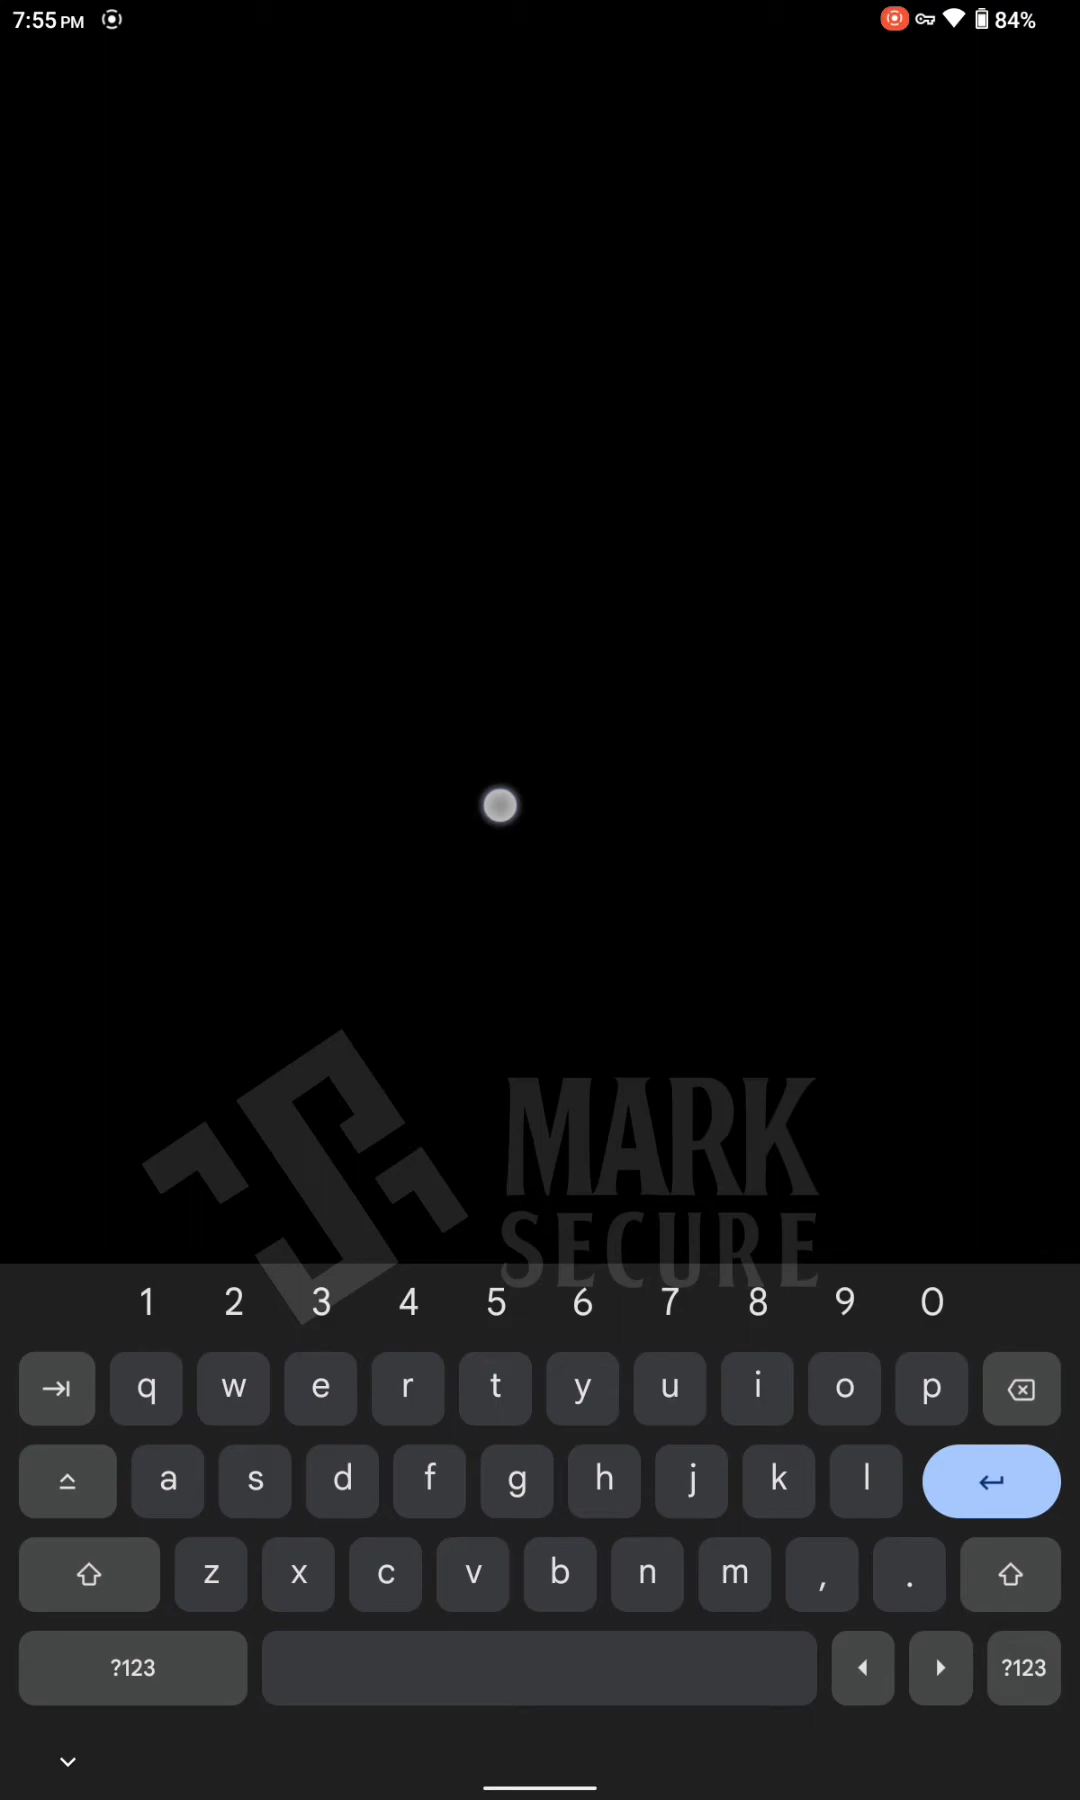 7:55 PM 84%
MARK
SECURE
1 2 3 4 5 6 7 8 9 0
q w e r t y u i o p
a s d f g h j k l
z x c v b n m , .
?123 ?123